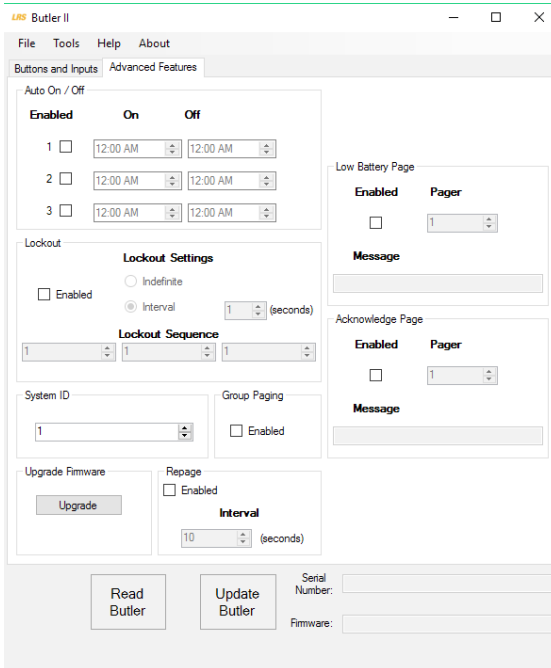 LRS Butler II
File Tools Help About
Buttons and Inputs Advanced Features
Auto On / Off
Enabled On Off
1 12:00 AM 12:00 AM
2 12:00 AM 12:00 AM
3 12:00 AM 12:00 AM
Lockout
Lockout Settings
Enabled
Indefinite
Interval 1 (seconds)
Lockout Sequence
1 1 1
System ID
1
Group Paging
Enabled
Upgrade Firmware
Upgrade
Repage
Enabled
Interval
10 (seconds)
Low Battery Page
Enabled Pager
1
Message
Acknowledge Page
Enabled Pager
1
Message
Read
Butler
Update
Butler
Serial
Number:
Firmware: